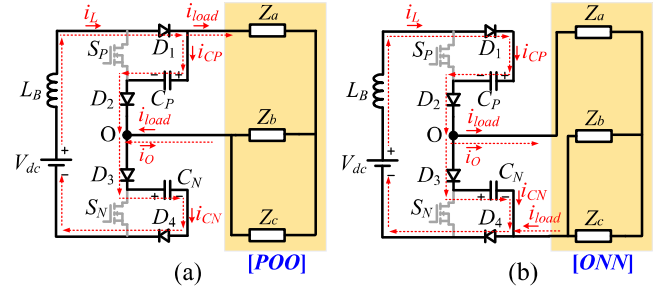 i_L i_load Z_a
S_P D_1 i_CP
L_B D_2 C_P
i_load
O Z_b
V_dc i_O
D_3 C_N
S_N D_4 i_CN Z_c
(a) [POO]
i_L Z_a
S_P D_1 i_CP
L_B D_2 C_P
i_load
O Z_b
V_dc i_O
D_3 C_N i_CN
S_N D_4 i_load Z_c
(b) [ONN]